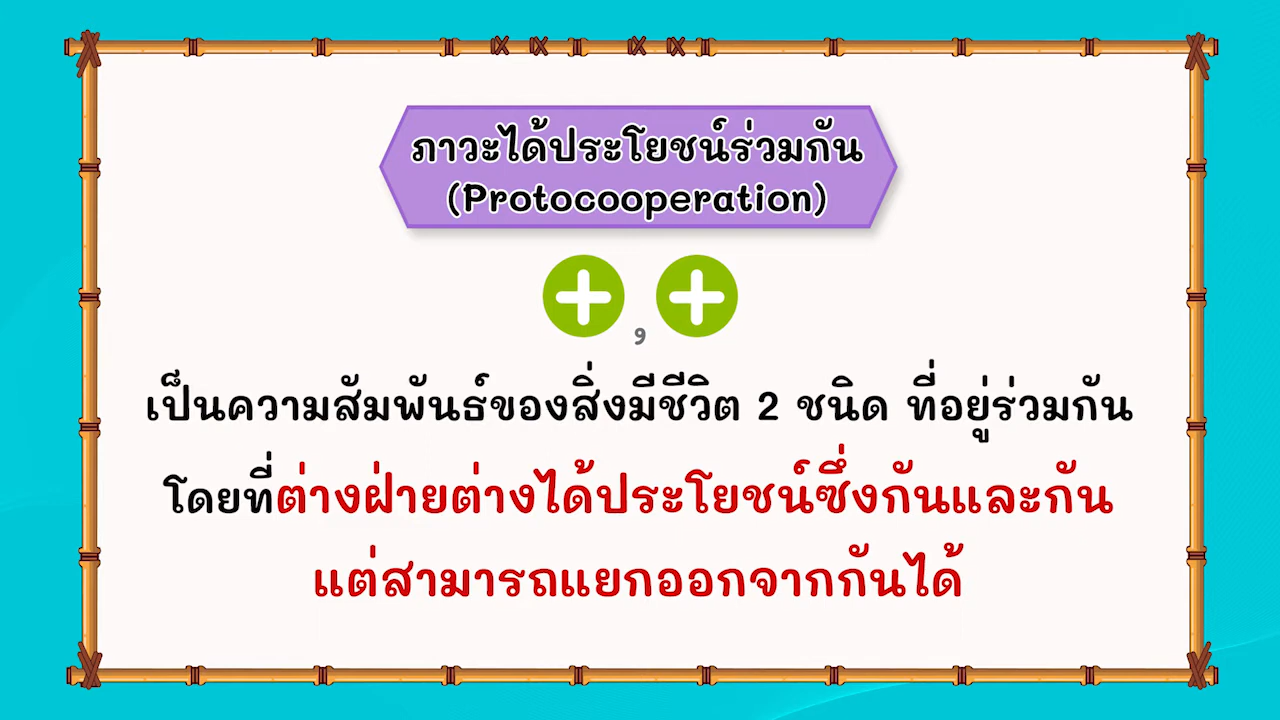 ภาวะได้ประโยชน์ร่วมกัน
(Protocooperation)
+ , +
เป็นความสัมพันธ์ของสิ่งมีชีวิต 2 ชนิด ที่อยู่ร่วมกัน
โดยที่ต่างฝ่ายต่างได้ประโยชน์ซึ่งกันและกัน
แต่สามารถแยกออกจากกันได้